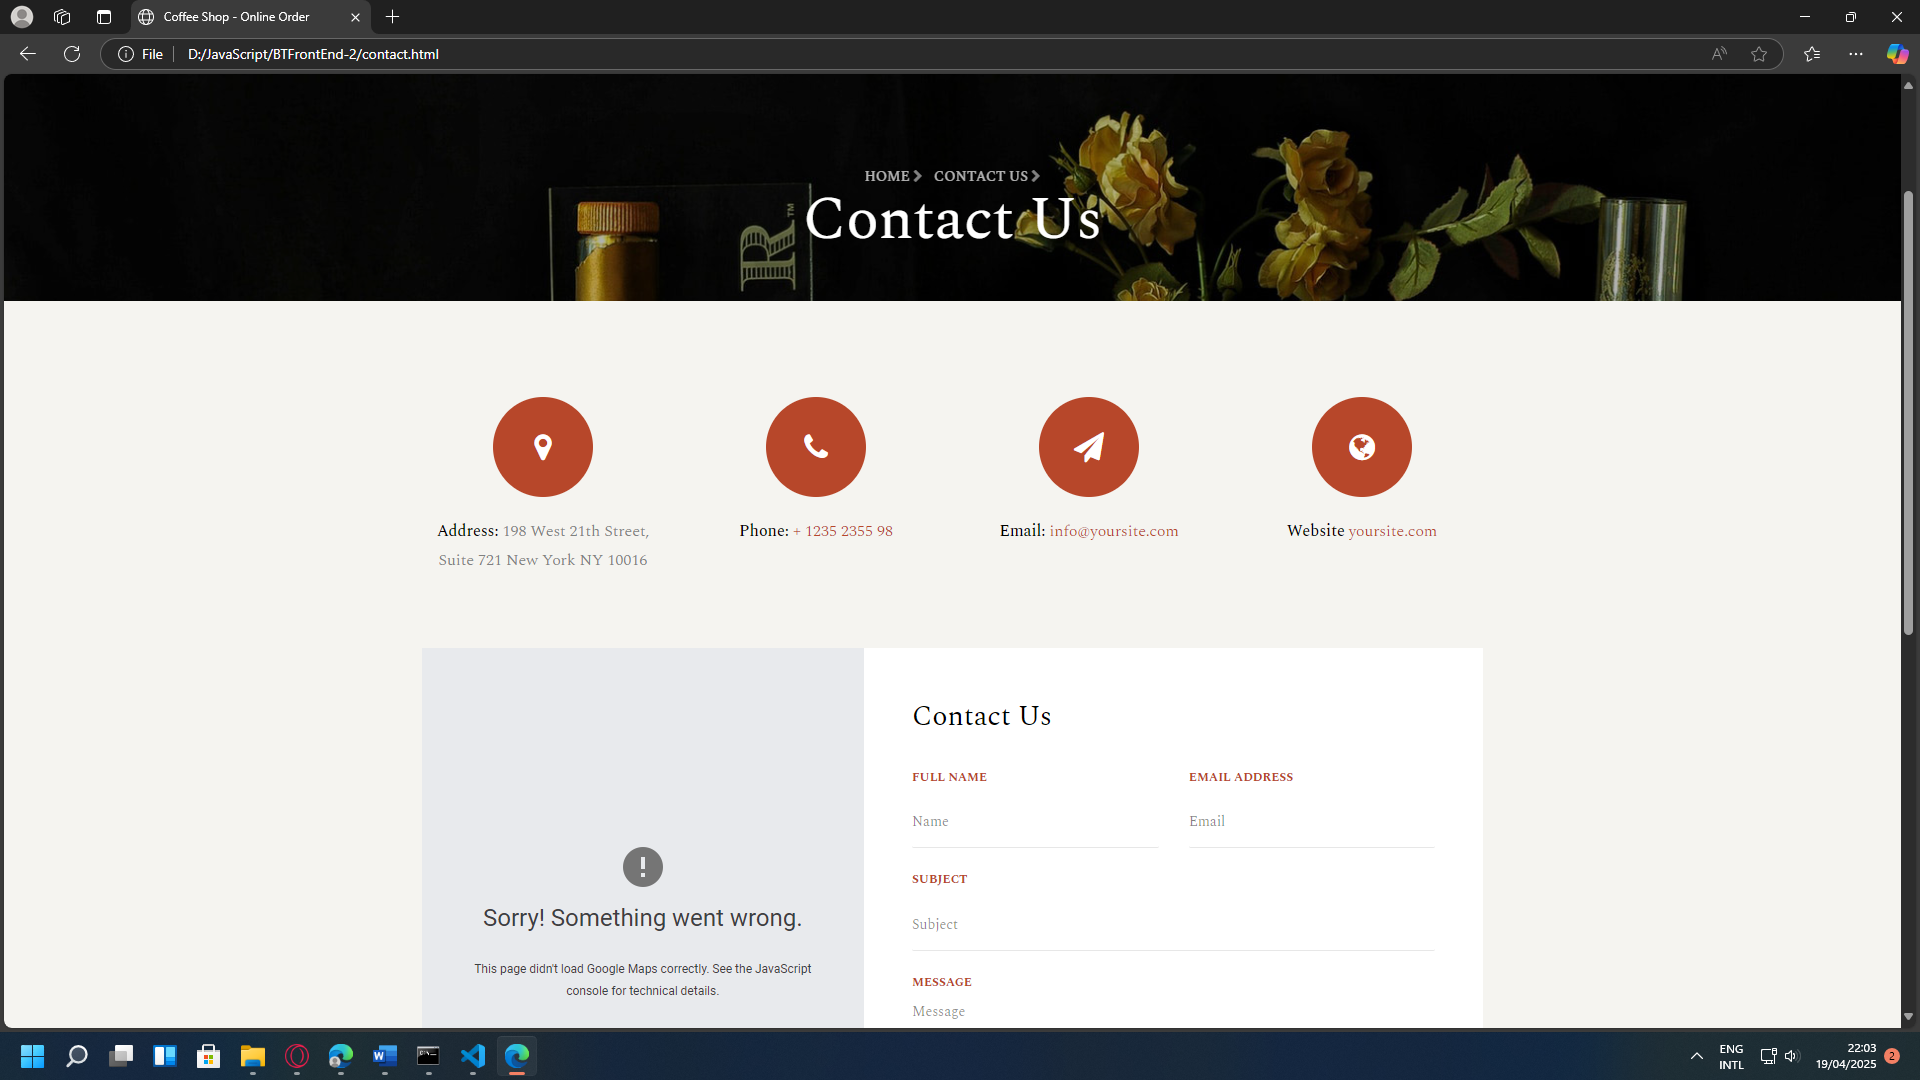 Coffee Shop - Online Order
File D:/JavaScript/BTFrontEnd-2/contact.html
HOME CONTACT US
Contact Us
R™
Address: 198 West 21th Street,
Suite 721 New York NY 10016
Phone: + 1235 2355 98
Email: info@yoursite.com
Website yoursite.com
Contact Us
FULL NAME EMAIL ADDRESS
Name Email
SUBJECT
Subject
MESSAGE
Message
Sorry! Something went wrong.
This page didn't load Google Maps correctly. See the JavaScript
console for technical details.
ENG
INTL
22:03
19/04/2025
2